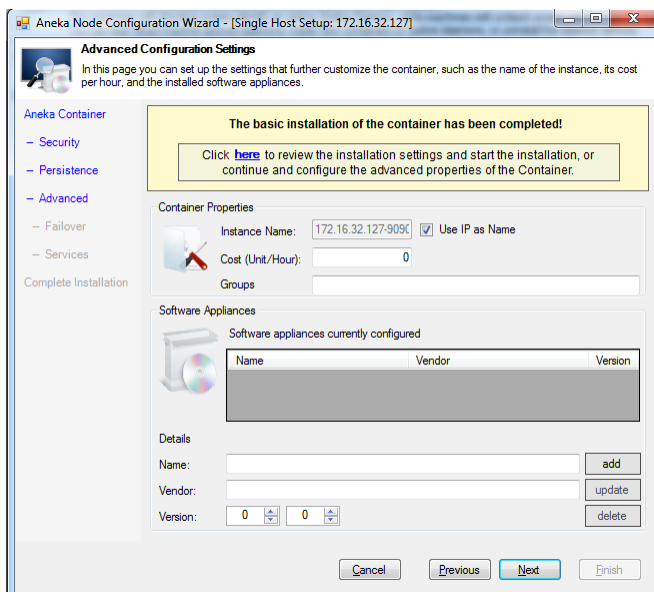 Aneka Node Configuration Wizard - [Single Host Setup: 172.16.32.127]
Advanced Configuration Settings
In this page you can set up the settings that further customize the container, such as the name of the instance, its cost
per hour, and the installed software appliances.
Aneka Container
– Security
– Persistence
– Advanced
– Failover
– Services
Complete Installation
The basic installation of the container has been completed!
Click here to review the installation settings and start the installation, or
continue and configure the advanced properties of the Container.
Container Properties
Instance Name: 172.16.32.127-9090 Use IP as Name
Cost (Unit/Hour): 0
Groups
Software Appliances
Software appliances currently configured
Name Vendor Version
Details
Name: add
Vendor: update
Version: 0 0 delete
Cancel Previous Next Finish